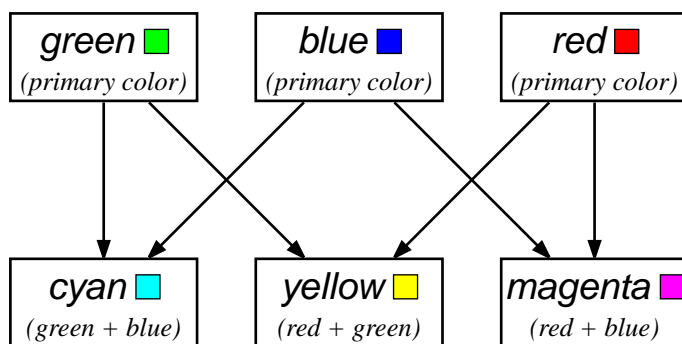 green
(primary color)
blue
(primary color)
red
(primary color)
cyan
(green + blue)
yellow
(red + green)
magenta
(red + blue)